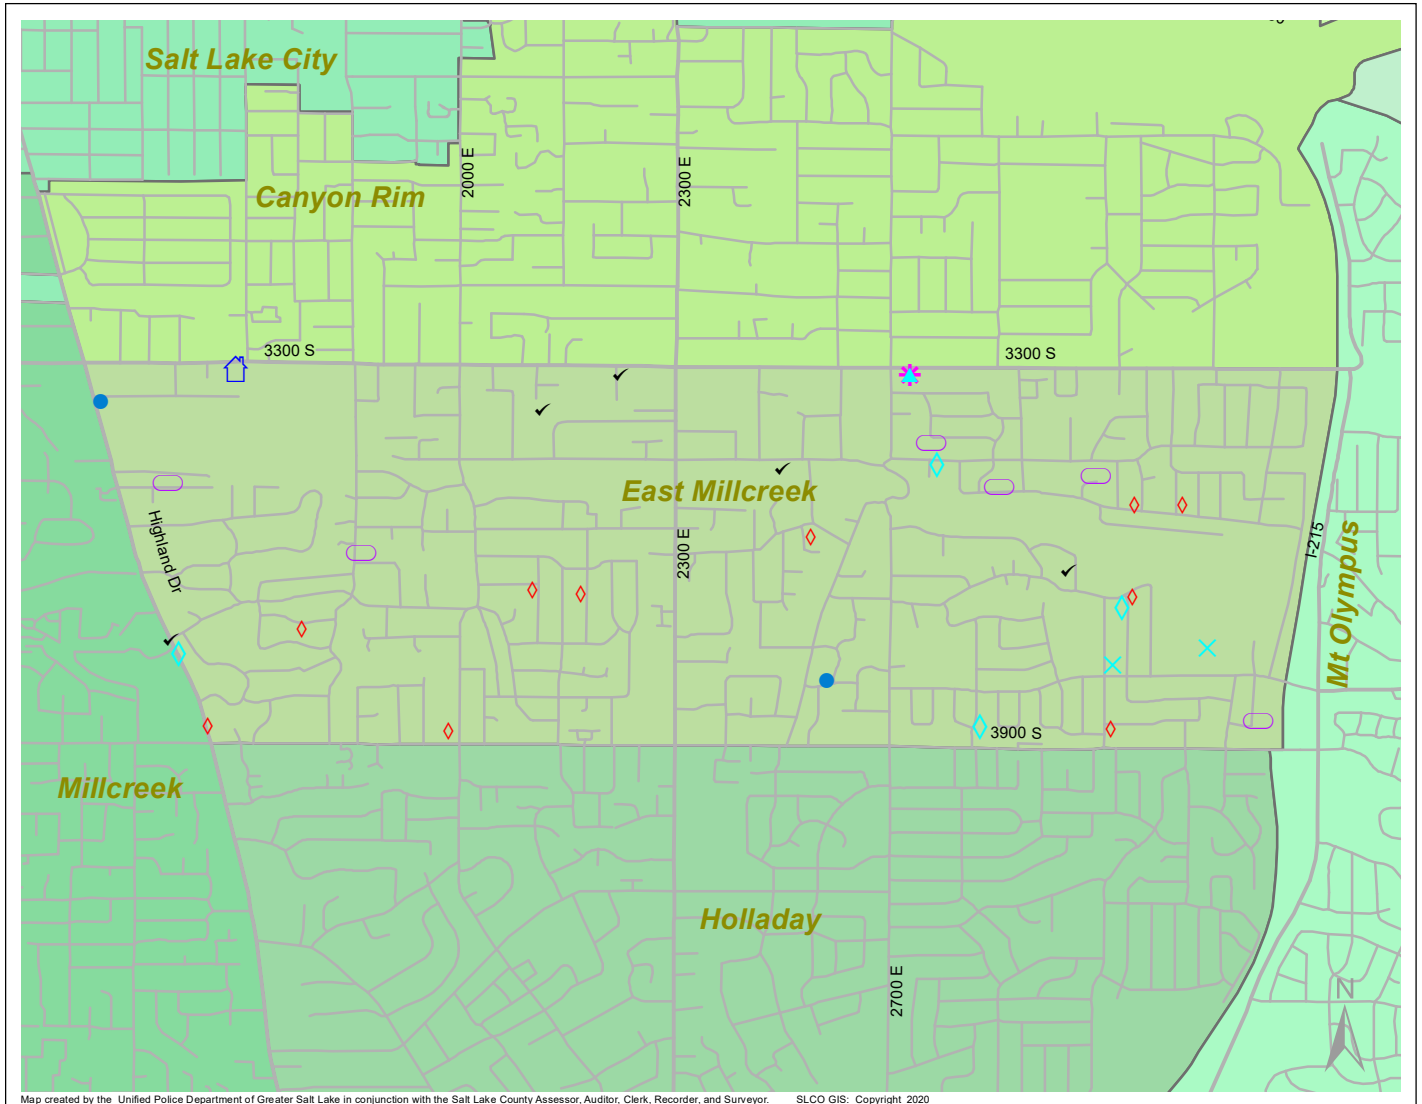 Salt Lake City
Canyon Rim
2000 E
2300 E
3300 S
3300 S
East Millcreek
Highland Dr
2300 E
I-215
Mt Olympus
3900 S
Millcreek
Holladay
2700 E
N
Map created by the Unified Police Department of Greater Salt Lake in conjunction with the Salt Lake County Assessor, Auditor, Clerk, Recorder, and Surveyor. SLCO GIS: Copyright 2020